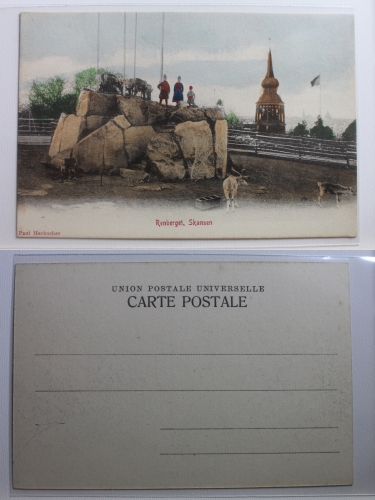 Renberget, Skansen
Paul Heckscher
UNION POSTALE UNIVERSELLE
CARTE POSTALE